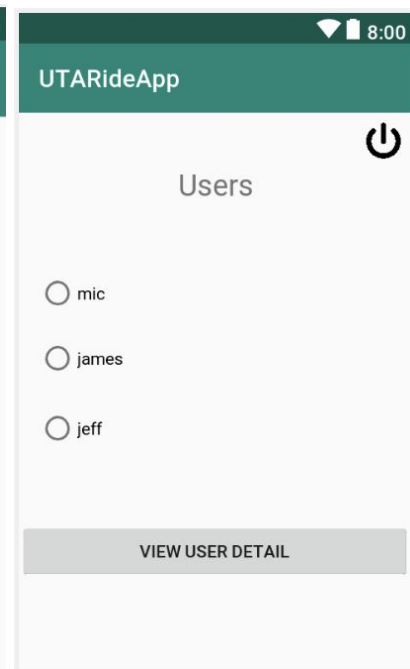 8:00
UTARideApp
Users
mic
james
jeff
VIEW USER DETAIL